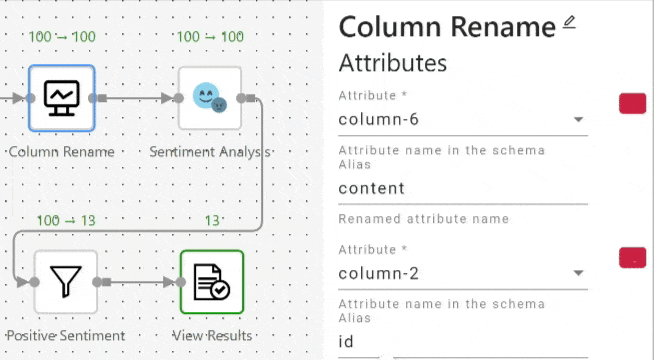 100 → 100
100 → 100
Column Rename
Sentiment Analysis
100 → 13
13
Positive Sentiment
View Results
Column Rename
Attributes
Attribute *
column-6
Attribute name in the schema
Alias
content
Renamed attribute name
Attribute *
column-2
Attribute name in the schema
Alias
id